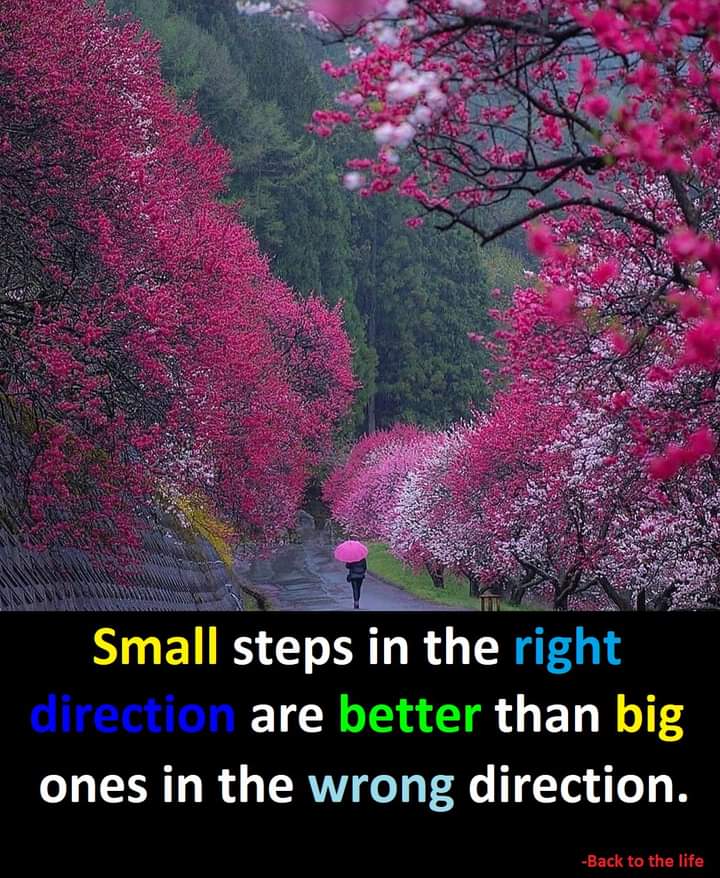 Small steps in the right
direction are better than big
ones in the wrong direction.
-Back to the life